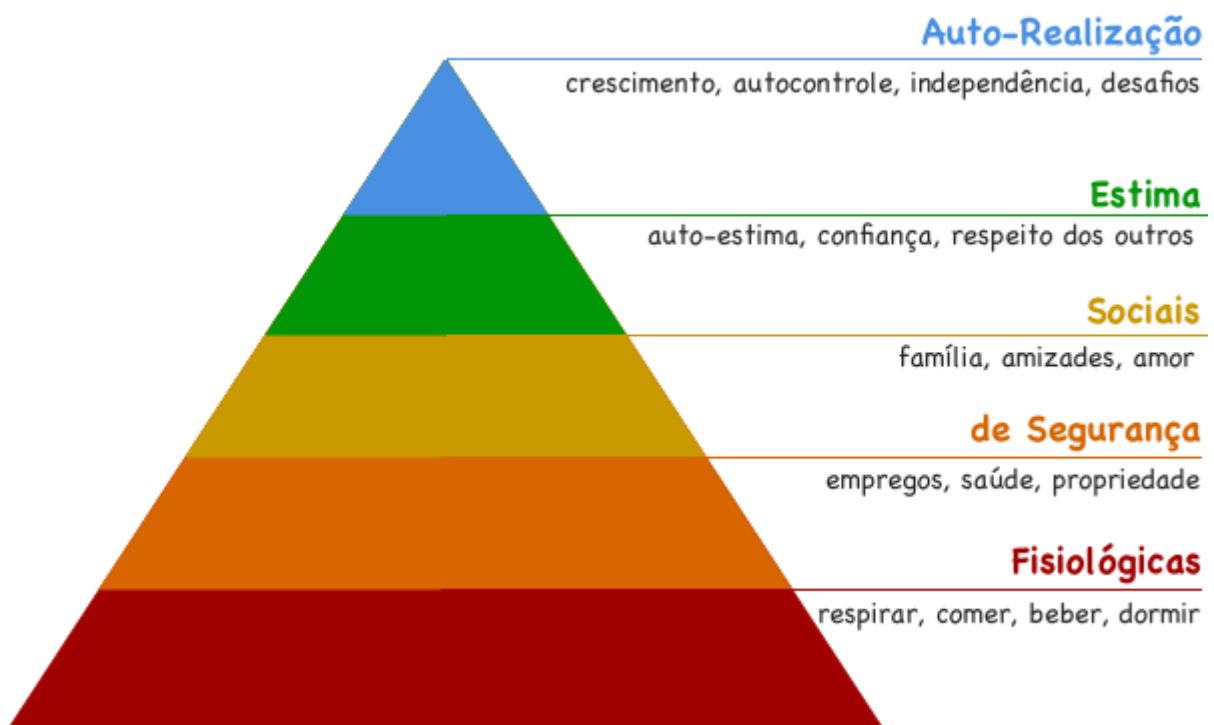 Auto-Realização
crescimento, autocontrole, independência, desafios
Estima
auto-estima, confiança, respeito dos outros
Sociais
família, amizades, amor
de Segurança
empregos, saúde, propriedade
Fisiológicas
respirar, comer, beber, dormir